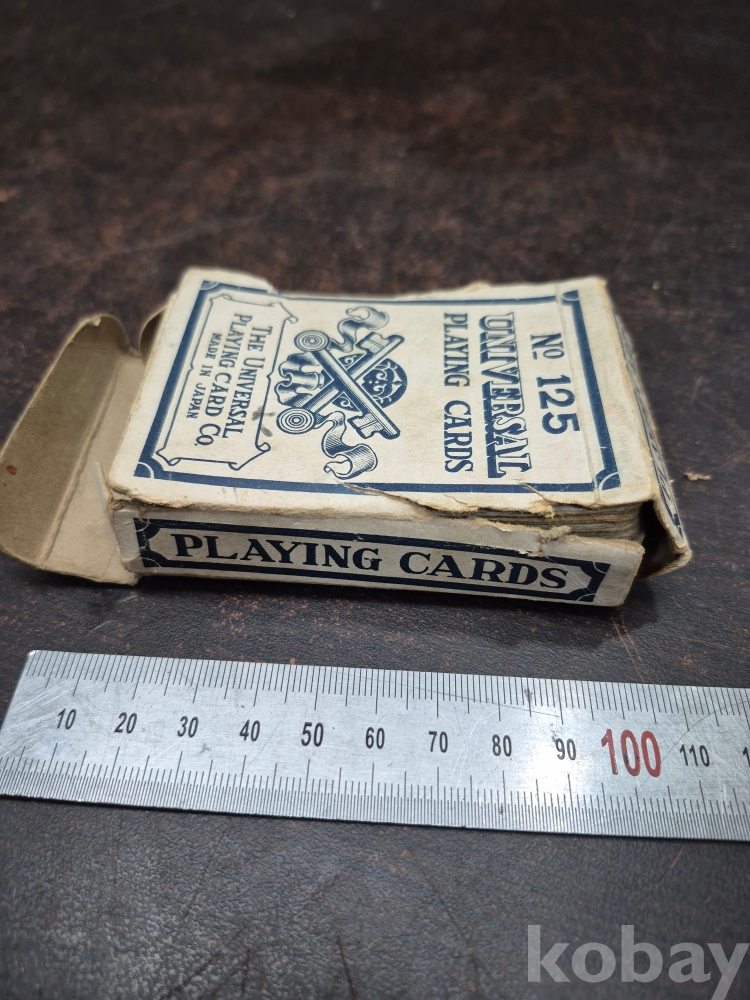 No 125
UNIVERSAL
PLAYING CARDS
THE UNIVERSAL
PLAYING CARD Co.
MADE IN JAPAN
PLAYING CARDS
10 20 30 40 50 60 70 80 90 100 110
kobay